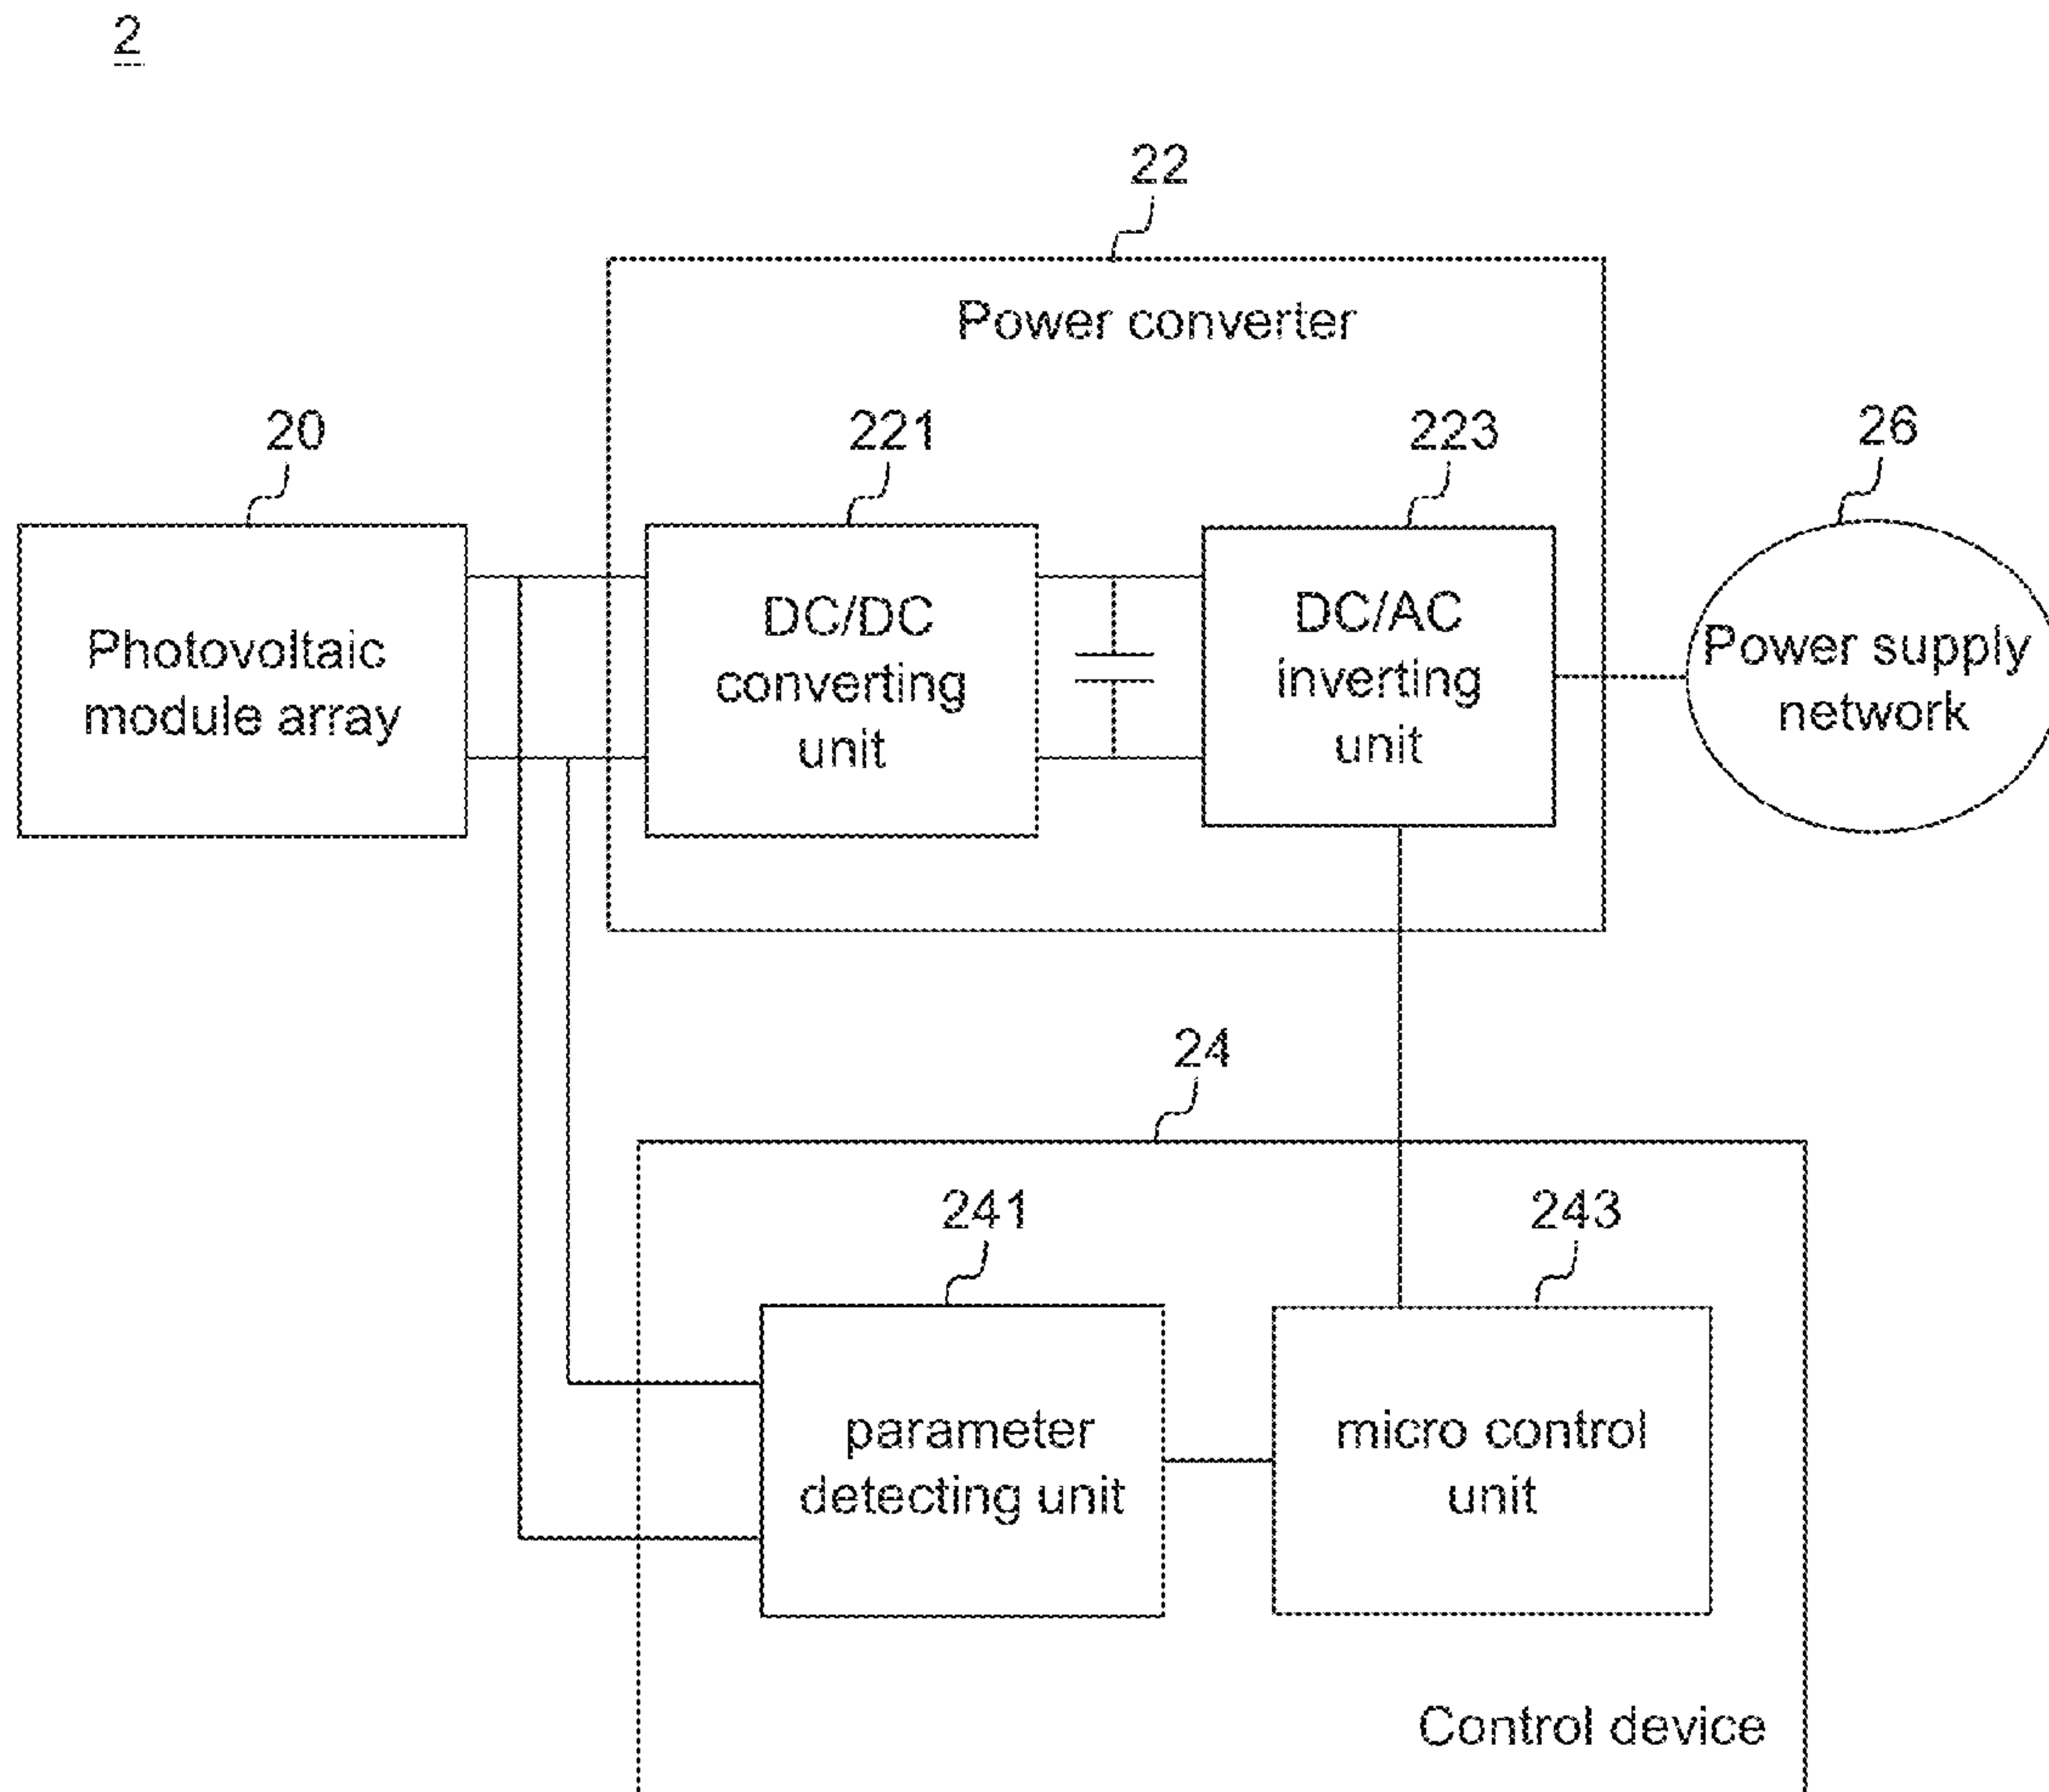 2
22
Power converter
20
221
223
26
Photovoltaic
module array
DC/DC
converting
unit
DC/AC
inverting
unit
Power supply
network
24
241
243
parameter
detecting unit
micro control
unit
Control device